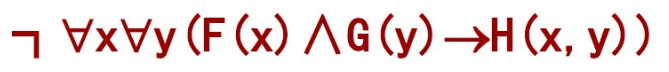 ¬ ∀x∀y(F(x)∧G(y)→H(x, y))